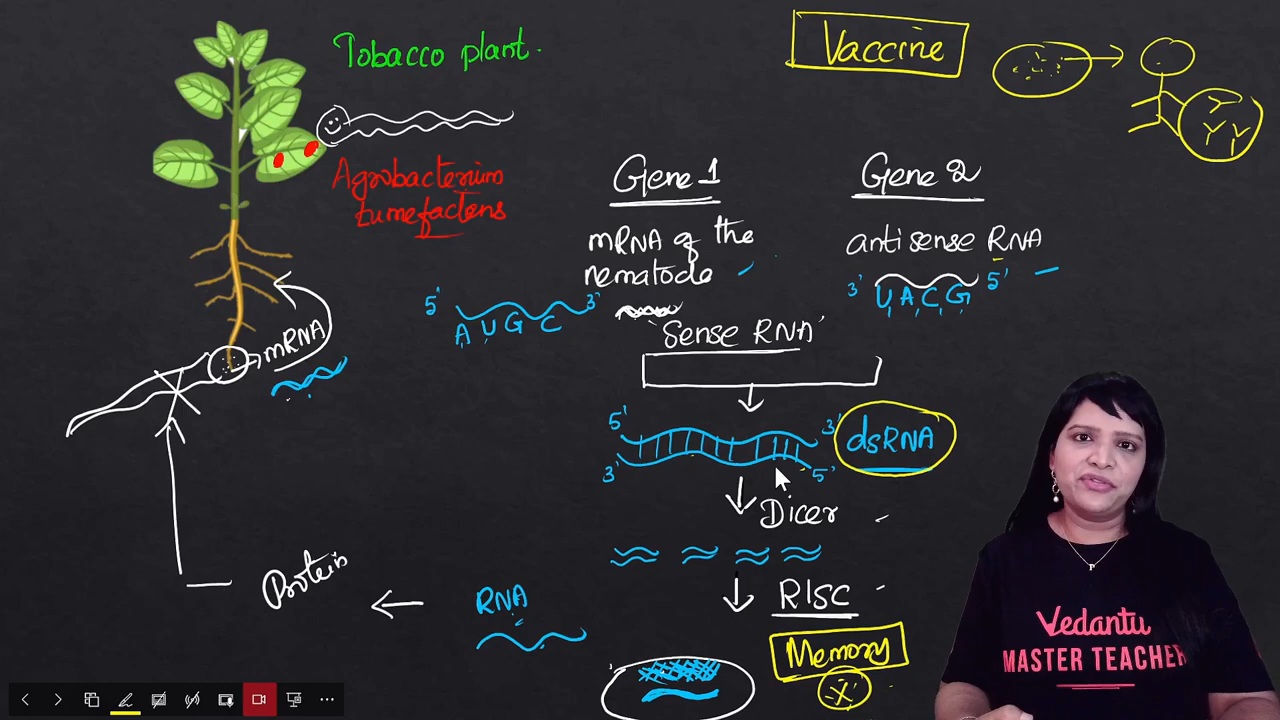 Tobacco plant.
Vaccine
Agrobacterium
tumefaciens
Gene 1
Gene 2
mRNA of the
nematode
antisense RNA
3' 5'
U A C G
5' 3'
A U G C
'Sense RNA'
mRNA
5' 3'
dsRNA
3' 5'
Dicer
Protein
RNA
RISC
Memory
'X'
Vedantu
MASTER TEACHER